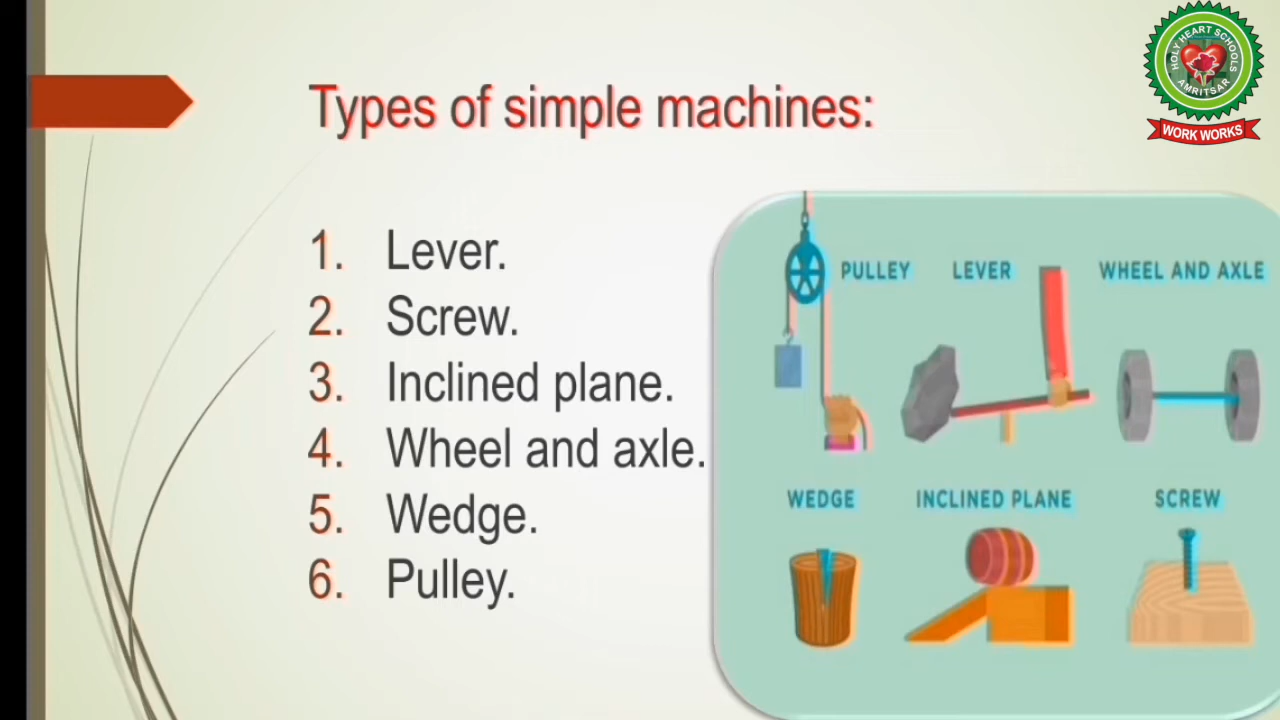 HOLY HEART SCHOOLS
AMRITSAR
WORK WORKS
Types of simple machines:
1. Lever.
2. Screw.
3. Inclined plane.
4. Wheel and axle.
5. Wedge.
6. Pulley.
PULLEY
LEVER
WHEEL AND AXLE
WEDGE
INCLINED PLANE
SCREW